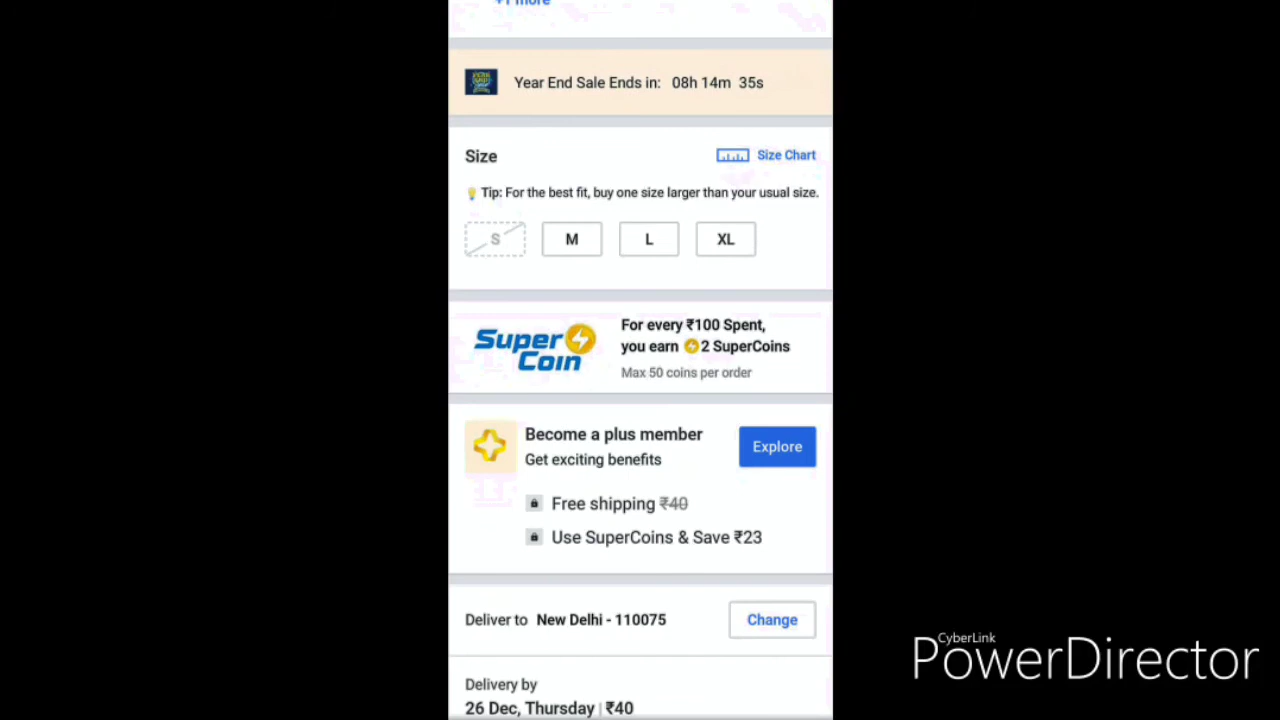 +1 more
Year End Sale Ends in: 08h 14m 35s
Size
Size Chart
Tip: For the best fit, buy one size larger than your usual size.
S M L XL
Super Coin
For every ₹100 Spent,
you earn 2 SuperCoins
Max 50 coins per order
Become a plus member
Get exciting benefits
Explore
Free shipping ₹40
Use SuperCoins & Save ₹23
Deliver to New Delhi - 110075
Change
Delivery by
26 Dec, Thursday | ₹40
CyberLink
PowerDirector